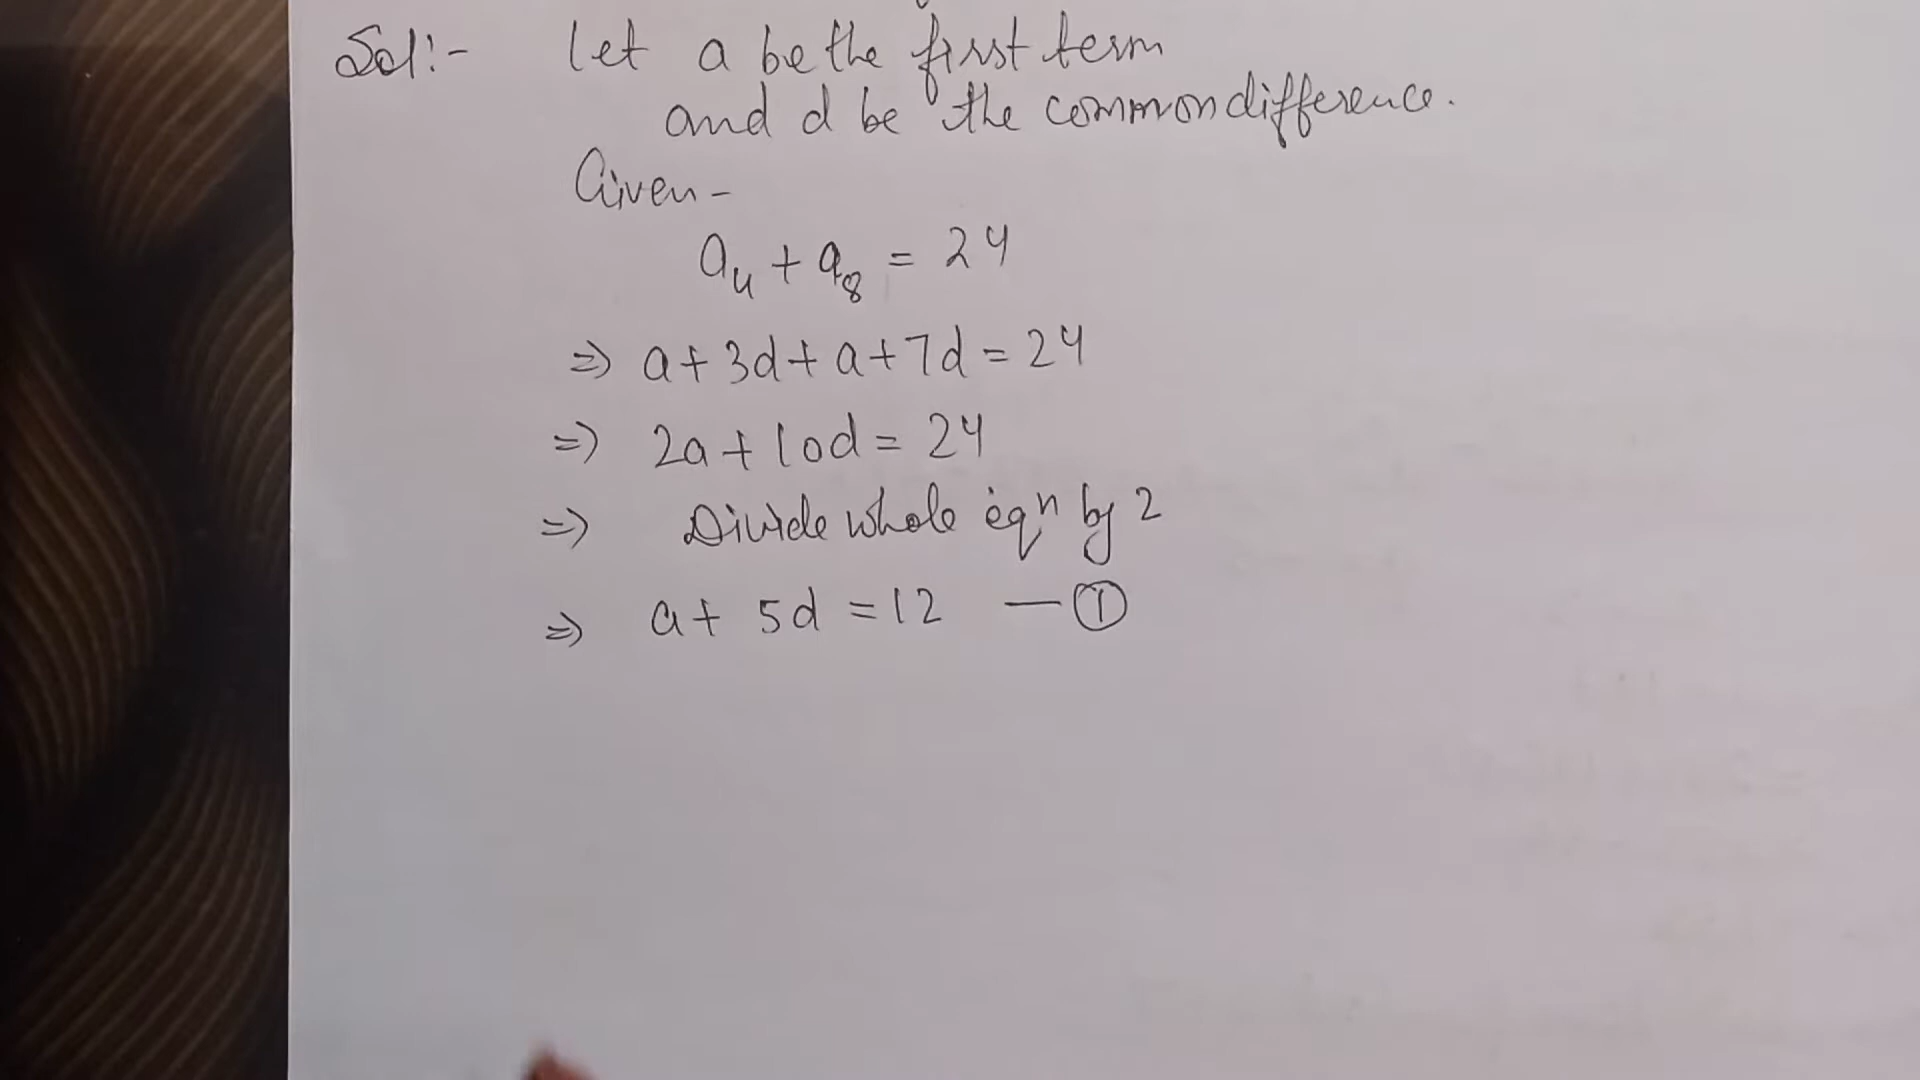 Sol:- let a be the first term
and d be the common difference.
Given -
a₄ + a₈ = 24
⇒ a + 3d + a + 7d = 24
⇒ 2a + 10d = 24
⇒ Divide whole eqⁿ by 2
⇒ a + 5d = 12 — ①